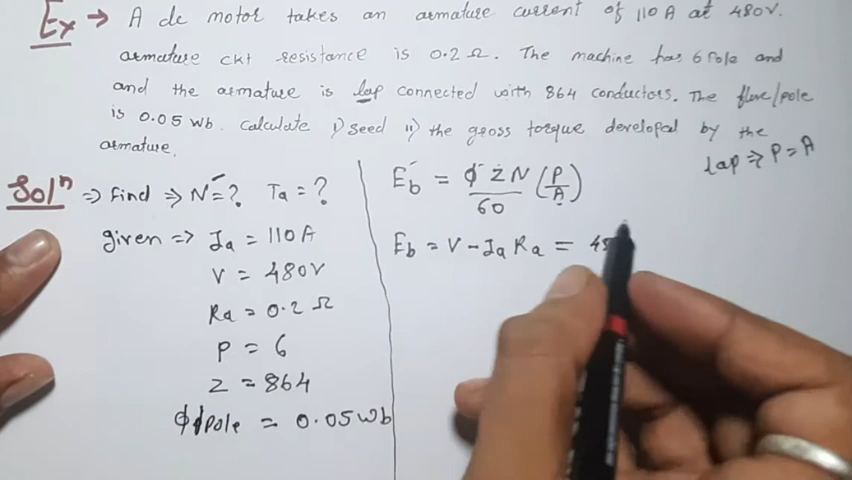 Ex → A dc motor takes an armature current of 110 A at 480V.
armature ckt resistance is 0.2 Ω. The machine has 6 Pole and
and the armature is lap connected with 864 conductors. The flux/pole
is 0.05 Wb. Calculate i) Seed ii) the gross torque developed by the
armature.
lap ⇒ P = A
Solⁿ ⇒ find ⇒ N = ? Ta = ?
given ⇒ Ia = 110 A
V = 480V
Ra = 0.2 Ω
P = 6
Z = 864
ϕ/pole = 0.05 Wb
Eb = ϕ Z N / 60 (P/A)
Eb = V - Ia Ra =